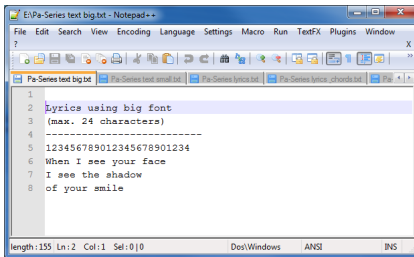 E:\Pa-Series text big.txt - Notepad++
File Edit Search View Encoding Language Settings Macro Run TextFX Plugins Window
? X
Pa-Series text big.txt Pa-Series text small.txt Pa-Series lyrics.txt Pa-Series lyrics_chords.txt Pa-
1
2 Lyrics using big font
3 (max. 24 characters)
4 ----------------------------
5 123456789012345678901234
6 When I see your face
7 I see the shadow
8 of your smile
length : 155 Ln : 2 Col : 1 Sel : 0 | 0 Dos\Windows ANSI INS